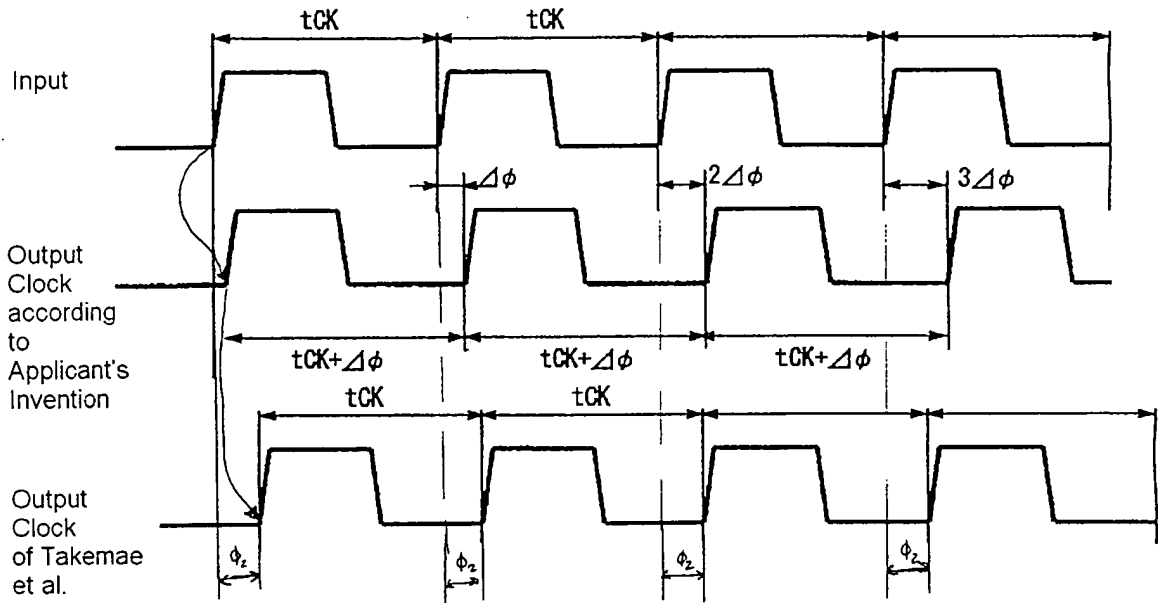 tCK tCK
Input
Δφ 2Δφ 3Δφ
Output
Clock
according
to
Applicant's
Invention
tCK+Δφ tCK+Δφ tCK+Δφ
tCK tCK
Output
Clock
of Takemae
et al.
φ₂ φ₂ φ₂ φ₂